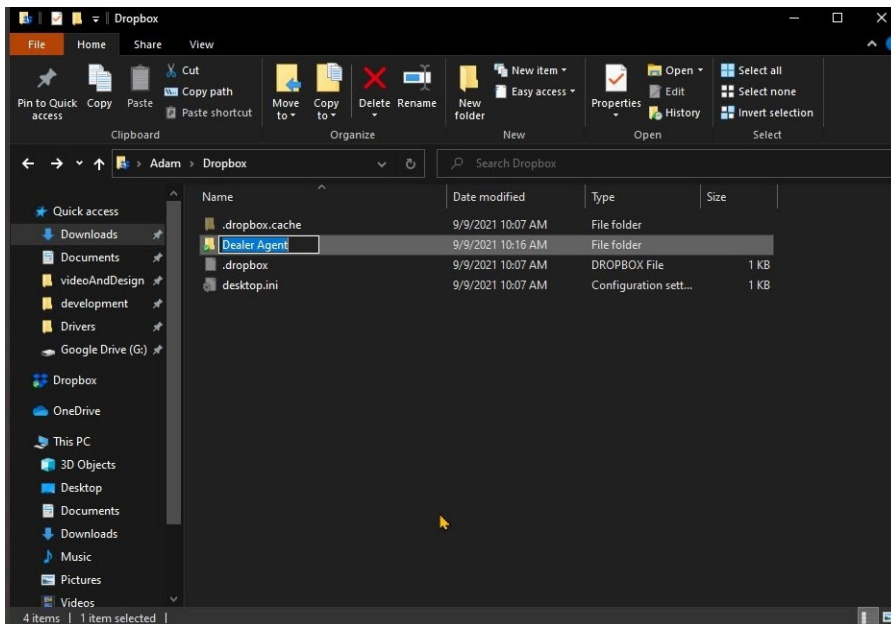 Dropbox
File Home Share View
Pin to Quick access
Copy
Paste
Cut
Copy path
Paste shortcut
Clipboard
Move to
Copy to
Delete
Rename
Organize
New folder
New item
Easy access
New
Properties
Open
Edit
History
Open
Select all
Select none
Invert selection
Select
Adam › Dropbox
Search Dropbox
Name Date modified Type Size
.dropbox.cache 9/9/2021 10:07 AM File folder
Dealer Agent 9/9/2021 10:16 AM File folder
.dropbox 9/9/2021 10:07 AM DROPBOX File 1 KB
desktop.ini 9/9/2021 10:07 AM Configuration sett... 1 KB
Quick access
Downloads
Documents
videoAndDesign
development
Drivers
Google Drive (G:)
Dropbox
OneDrive
This PC
3D Objects
Desktop
Documents
Downloads
Music
Pictures
Videos
4 items | 1 item selected |